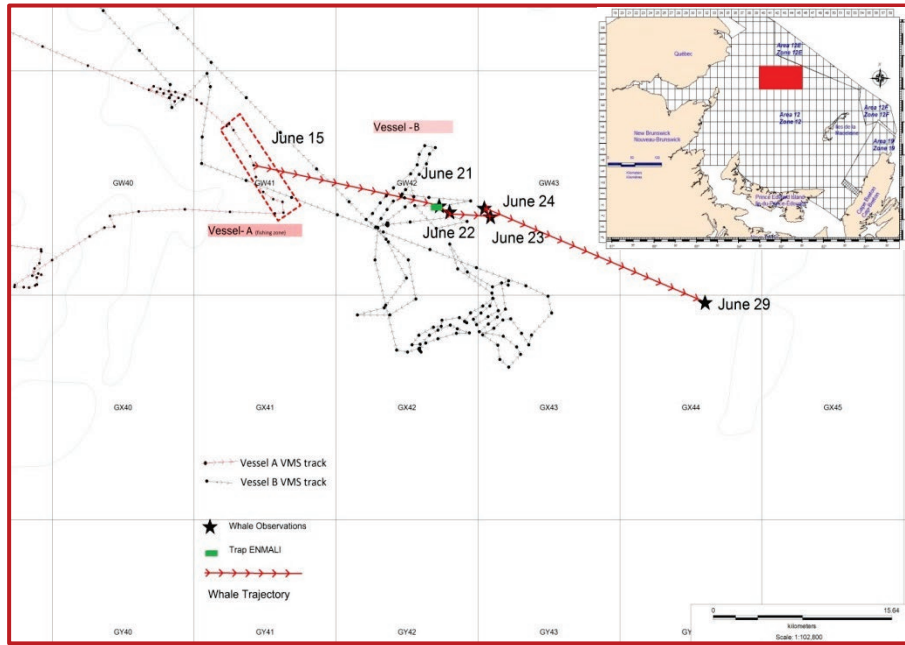 June 15
Vessel -B
GW40
GW41
GW42
GW43
June 21
June 24
June 22
June 23
Vessel- A (fishing zone)
June 29
GX40
GX41
GX42
GX43
GX44
GX45
Vessel A VMS track
Vessel B VMS track
Whale Observations
Trap ENMALI
Whale Trajectory
GY40
GY41
GY42
GY43
0 15.64
kilometers
Scale: 1:102,800
Québec
Area 12E
Zone 12E
Area 12
Zone 12
Area 12F
Zone 12F
Area 19
Zone 19
New Brunswick
Nouveau-Brunswick
Prince Edward Island